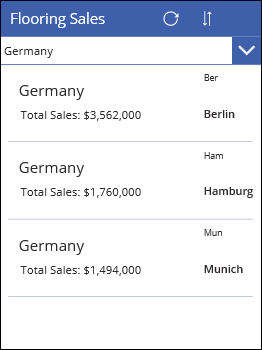 Flooring Sales
Germany
Germany
Ber
Total Sales: $3,562,000
Berlin
Germany
Ham
Total Sales: $1,760,000
Hamburg
Germany
Mun
Total Sales: $1,494,000
Munich